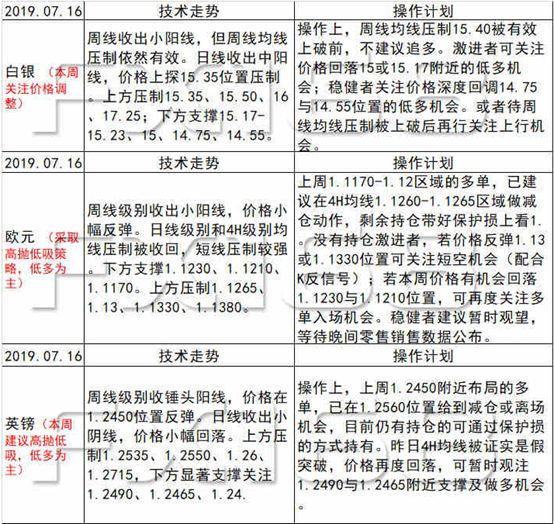 2019.07.16 技术走势 操作计划
白银（本周关注价格调整）
周线收出小阳线，但周线均线
压制依然有效。日线收出中阳
线，价格上探15.35位置压制
。上方压制15.35、15.50、16
、17.25；下方支撑15.17-
15.23、15、14.75、14.55。
操作上，周线均线压制15.40被有效
上破前，不建议追多。激进者可关注
价格回落15或15.17附近的低多机
会；稳健者关注价格深度回调14.75
与14.55位置的低多机会。或者待周
线均线压制被上破后再行关注上行机
会。
2019.07.16 技术走势 操作计划
欧元（采取
高抛低吸策
略，低多为
主）
周线级别收出小阳线，价格小
幅反弹。日线级别和4H级别均
线压制被收回，短线压制较强
。下方支撑1.1230、1.1210、
1.1170。上方压制1.1265、
1.13、1.1330、1.1380。
上周1.1170-1.12区域的多单，已建
议在4H均线1.1260-1.1265区域做减
仓动作，剩余持仓带好保护损上看1.
。没有持仓激进者，若价格反弹1.13
或1.1330位置可关注短空机会（配合
K反信号）；若本周价格有机会回落
1.1230与1.1210位置，可再度关注多
单入场机会。稳健者建议暂时观望，
等待晚间零售销售数据公布。
2019.07.16 技术走势 操作计划
英镑（本周
建议高抛低
吸，低多为
主）
周线级别收锤头阳线，价格在
1.2450位置反弹。日线收出小
阴线，价格小幅回落。上方压
制1.2535、1.2550、1.26、
1.2715，下方显著支撑关注
1.2490、1.2465、1.24.
操作上，上周1.2450附近布局的多
单，已在1.2560位置给到减仓或离场
机会，目前仍有持仓的可通过保护损
的方式持有。昨日4H均线被证实是假
突破，价格再度回落，可暂时观注
1.2490与1.2465附近支撑及做多机会
。